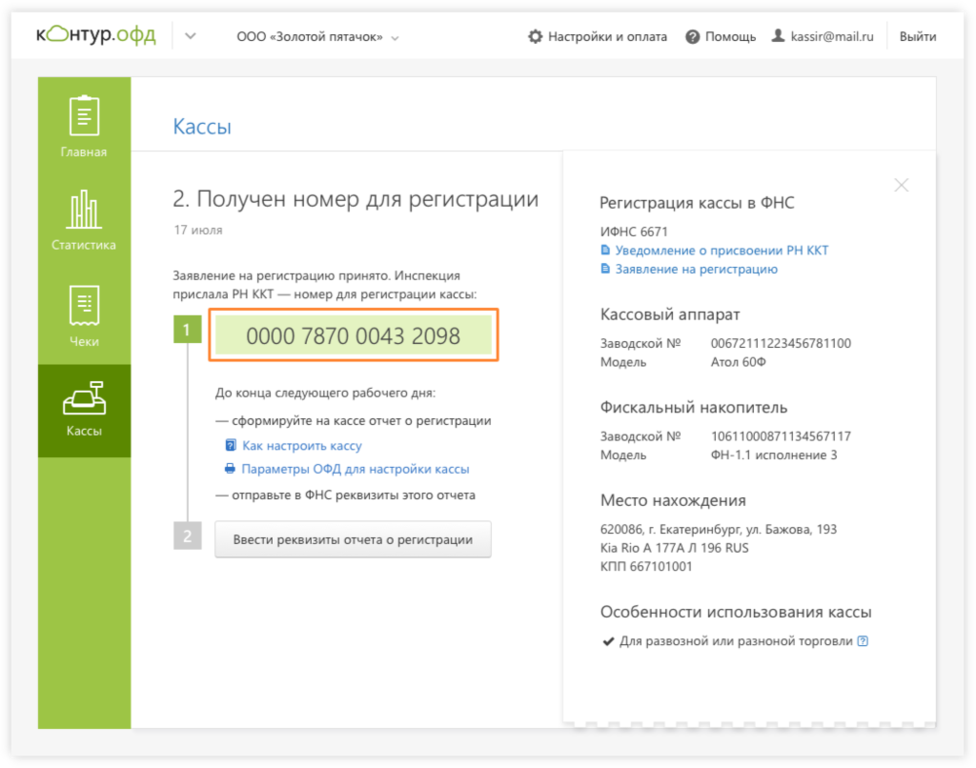 контур.офд
ООО «Золотой пятачок»
Настройки и оплата
Помощь
kassir@mail.ru
Выйти
Главная
Статистика
Чеки
Кассы
Кассы
2. Получен номер для регистрации
17 июля
Заявление на регистрацию принято. Инспекция
прислала РН ККТ — номер для регистрации кассы:
1
0000 7870 0043 2098
До конца следующего рабочего дня:
— сформируйте на кассе отчет о регистрации
Как настроить кассу
Параметры ОФД для настройки кассы
— отправьте в ФНС реквизиты этого отчета
2
Ввести реквизиты отчета о регистрации
Регистрация кассы в ФНС
ИФНС 6671
Уведомление о присвоении РН ККТ
Заявление на регистрацию
Кассовый аппарат
Заводской № 00672111223456781100
Модель Атол 60Ф
Фискальный накопитель
Заводской № 10611000871134567117
Модель ФН-1.1 исполнение 3
Место нахождения
620086, г. Екатеринбург, ул. Бажова, 193
Kia Rio А 177А Л 196 RUS
КПП 667101001
Особенности использования кассы
Для развозной или разноной торговли ?